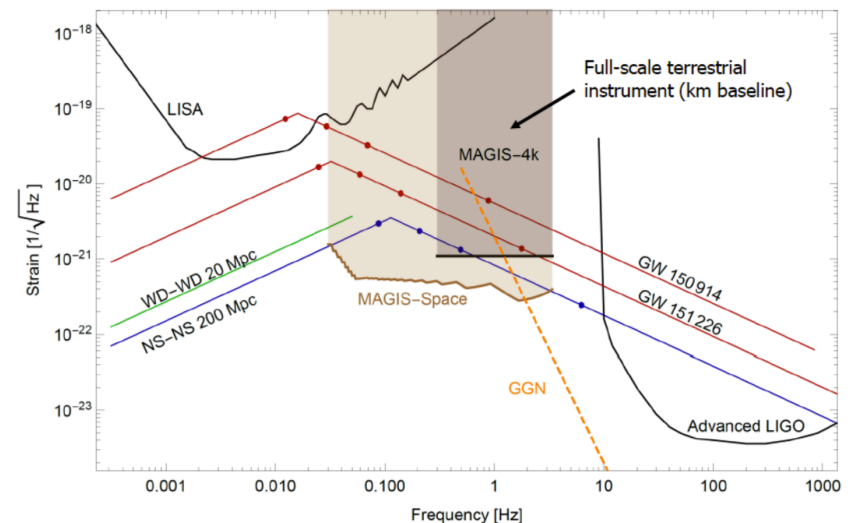 10⁻¹⁸
10⁻¹⁹
10⁻²⁰
10⁻²¹
10⁻²²
10⁻²³
Strain [1/√Hz]
LISA
Full-scale terrestrial
instrument (km baseline)
MAGIS-4k
WD-WD 20 Mpc
NS-NS 200 Mpc
MAGIS-Space
GW 150914
GW 151226
GGN
Advanced LIGO
0.001
0.010
0.100
1
10
100
1000
Frequency [Hz]